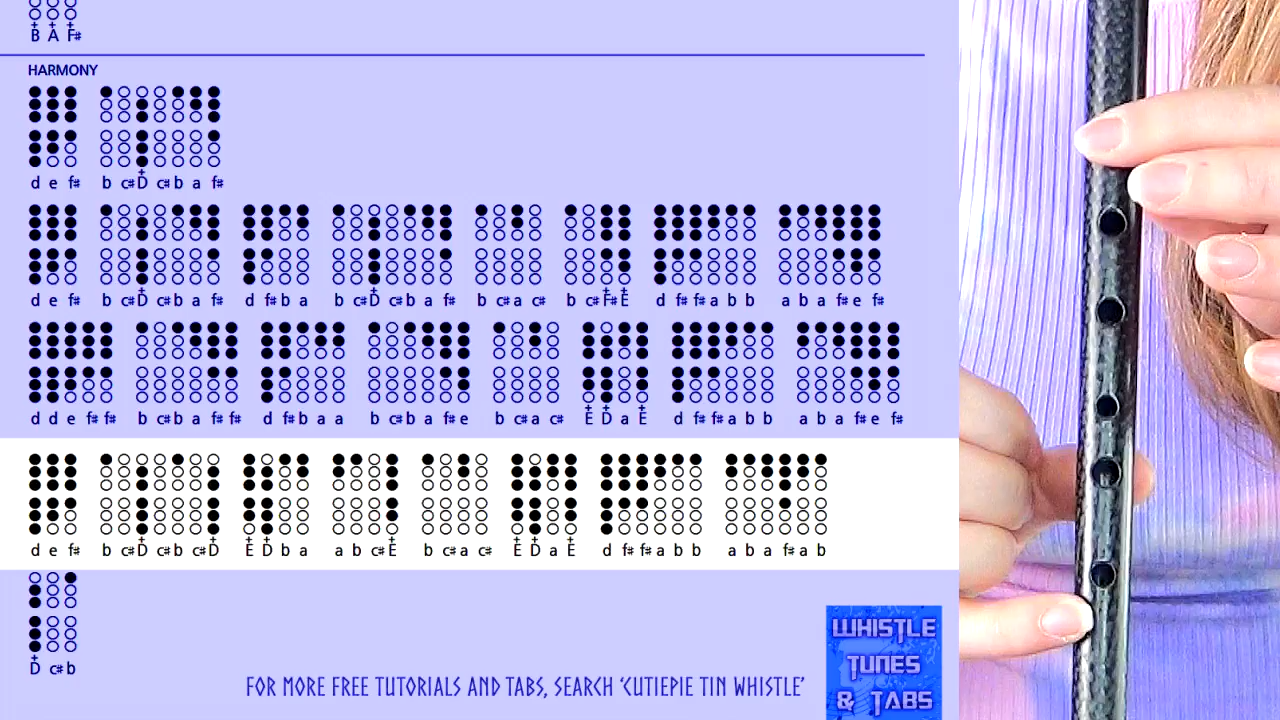 + + +
B A F#
HARMONY
d e f# b c# D c# b a f#
d e f# b c# D c# b a f# d f# b a b c# D c# b a f# b c# a c# b c# F# E d f# f# a b b a b a f# e f#
d d e f# f# b c# b a f# f# d f# b a a b c# b a f# e b c# a c# E D a E d f# f# a b b a b a f# e f#
d e f# b c# D c# b c# D E D b a a b c# E b c# a c# E D a E d f# f# a b b a b a f# a b
D c# b
FOR MORE FREE TUTORIALS AND TABS, SEARCH ‘CUTIEPIE TIN WHISTLE’
WHISTLE
TUNES
& TABS